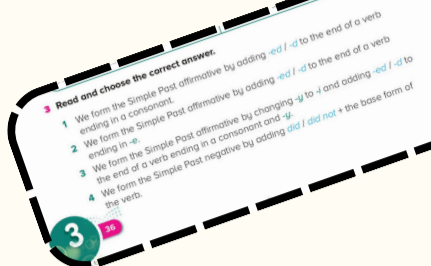 3 Read and choose the correct answer.
1 We form the Simple Past affirmative by adding -ed / -d to the end of a verb
ending in a consonant.
2 We form the Simple Past affirmative by adding -ed / -d to the end of a verb
ending in -e.
3 We form the Simple Past affirmative by changing -y to -i and adding -ed / -d to
the end of a verb ending in a consonant and -y.
4 We form the Simple Past negative by adding did / did not + the base form of
the verb.
3
36